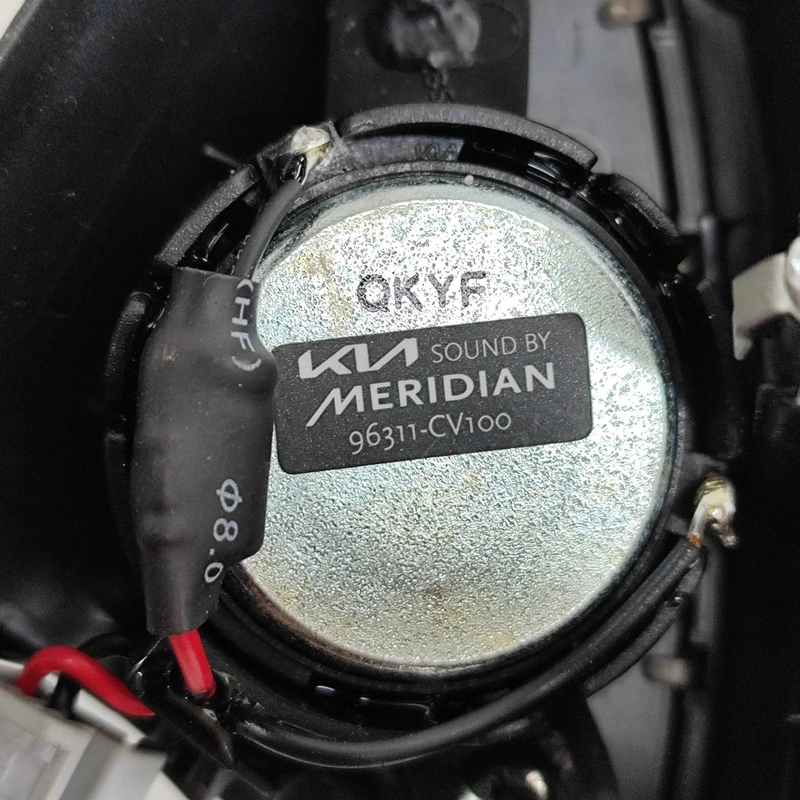 QKYF
KIA SOUND BY
MERIDIAN
96311-CV100
HF)
Φ8.0